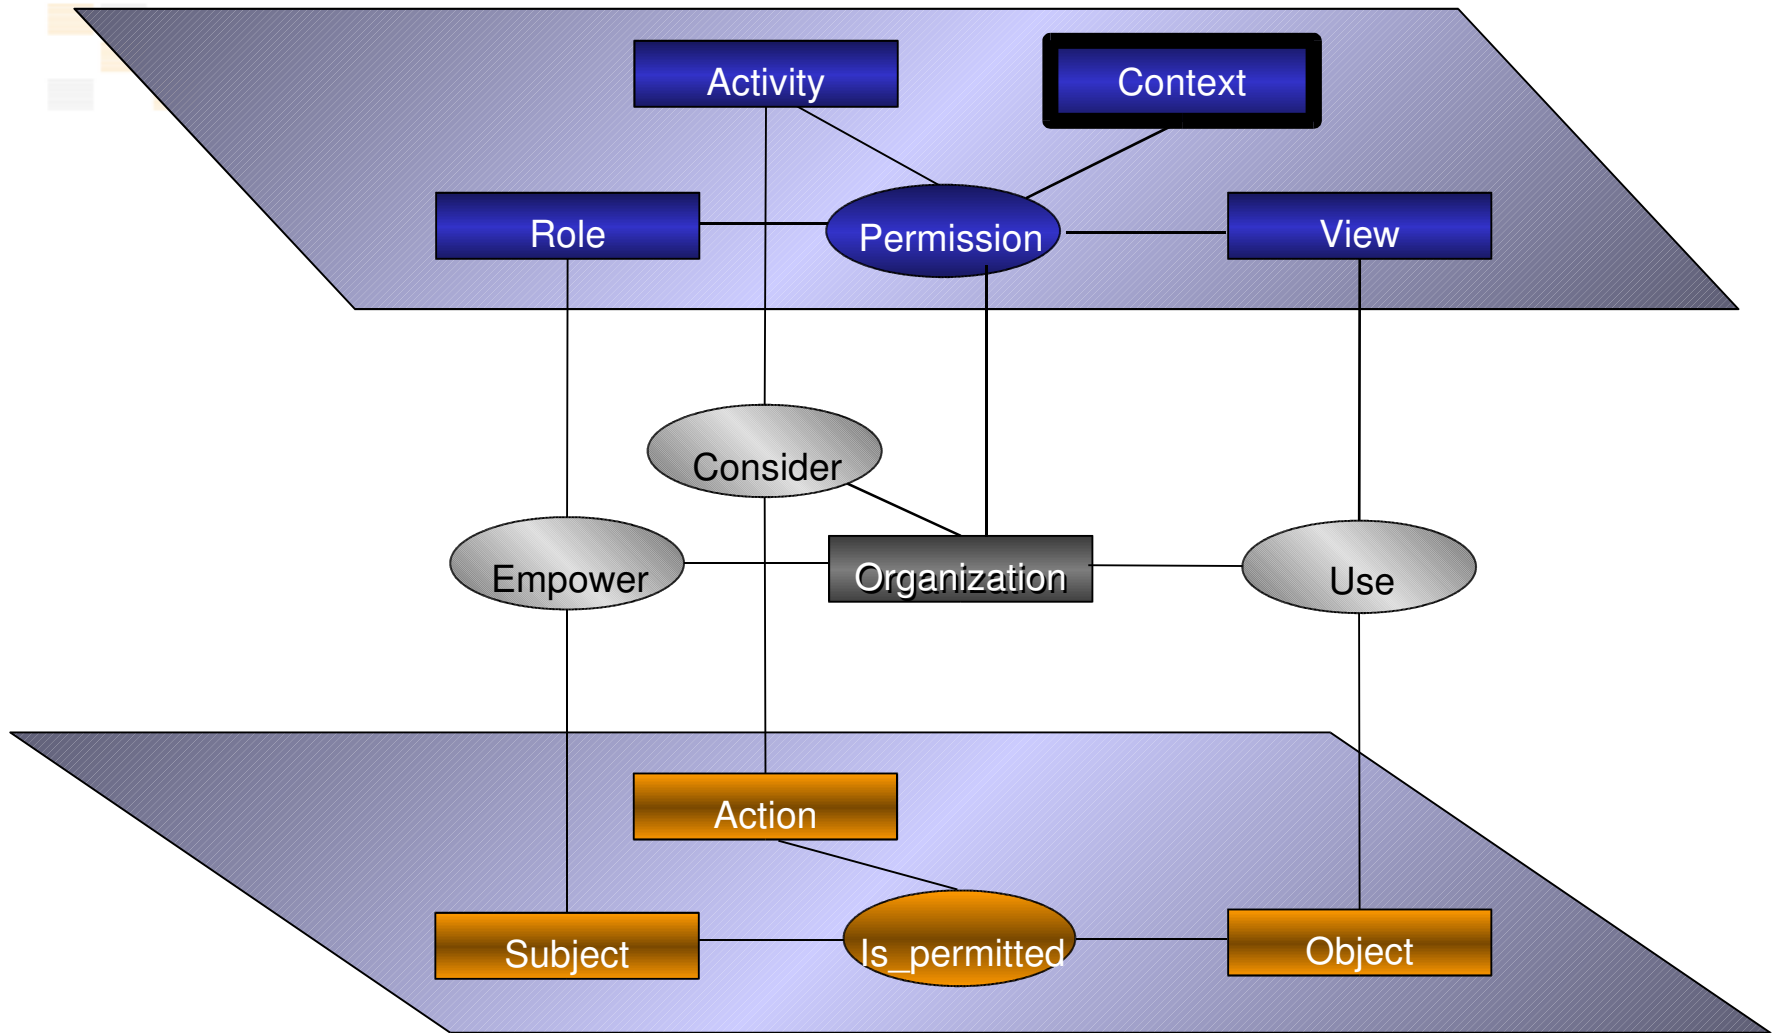 Activity
Context
Role
Permission
View
Consider
Empower
Organization
Use
Action
Subject
Is_permitted
Object